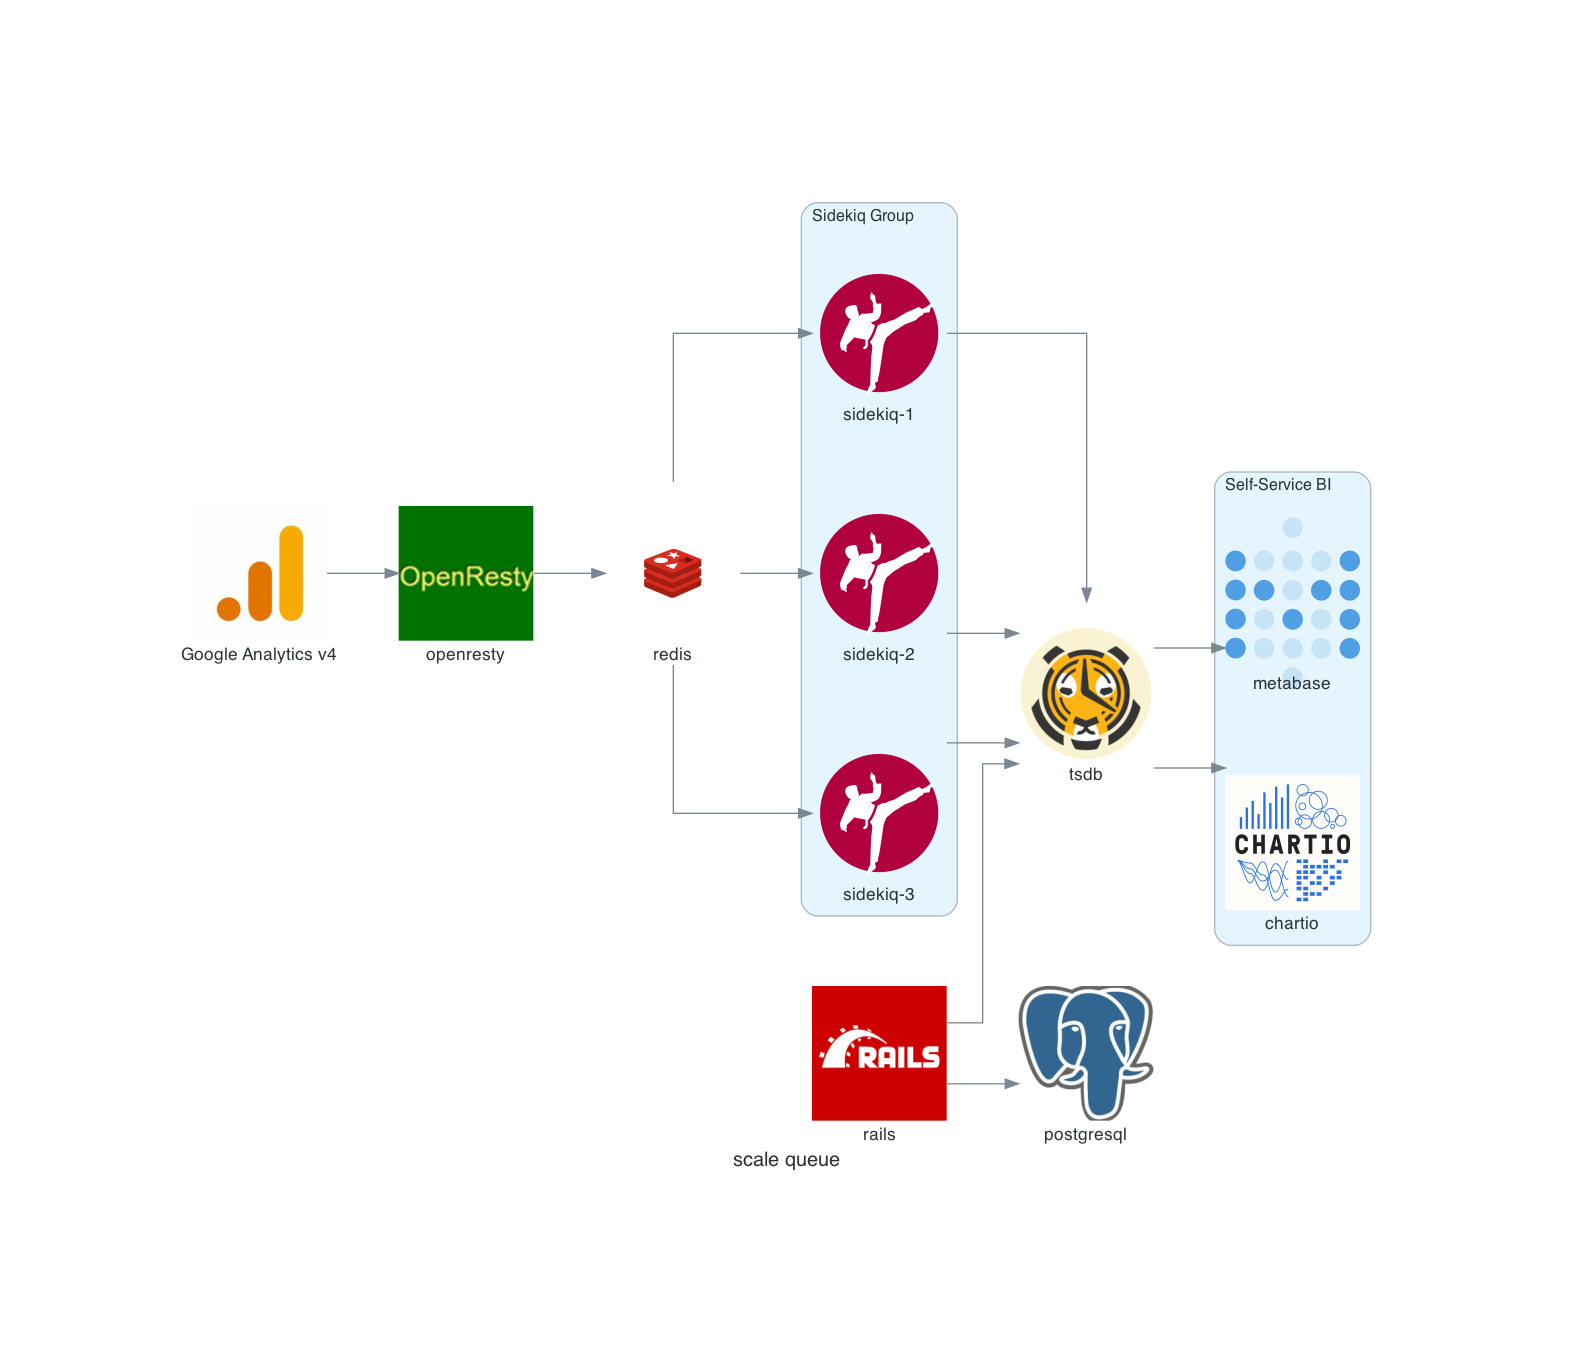 Sidekiq Group
sidekiq-1
Self-Service BI
OpenResty
Google Analytics v4
openresty
redis
sidekiq-2
metabase
tsdb
CHARTIO
sidekiq-3
chartio
RAILS
rails
postgresql
scale queue